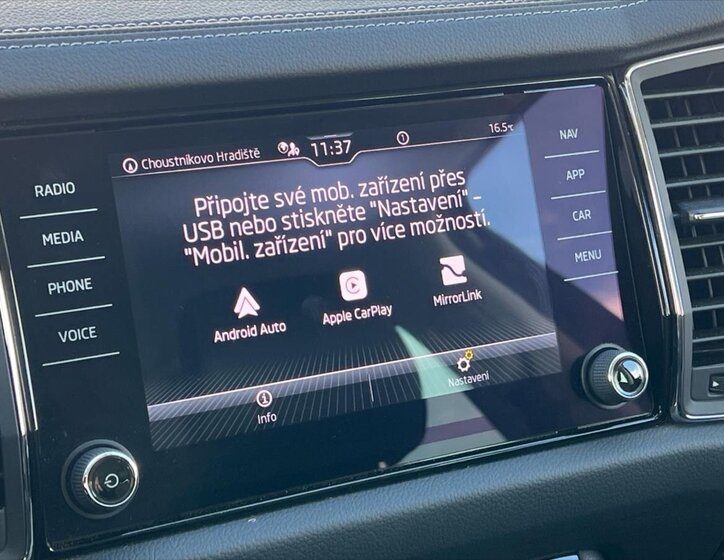 Choustníkovo Hradiště 11:37 1 16.5°C
RADIO
MEDIA
PHONE
VOICE
Připojte své mob. zařízení přes
USB nebo stiskněte "Nastavení" -
"Mobil. zařízení" pro více možností.
Android Auto
Apple CarPlay
MirrorLink
Info
Nastavení
NAV
APP
CAR
MENU